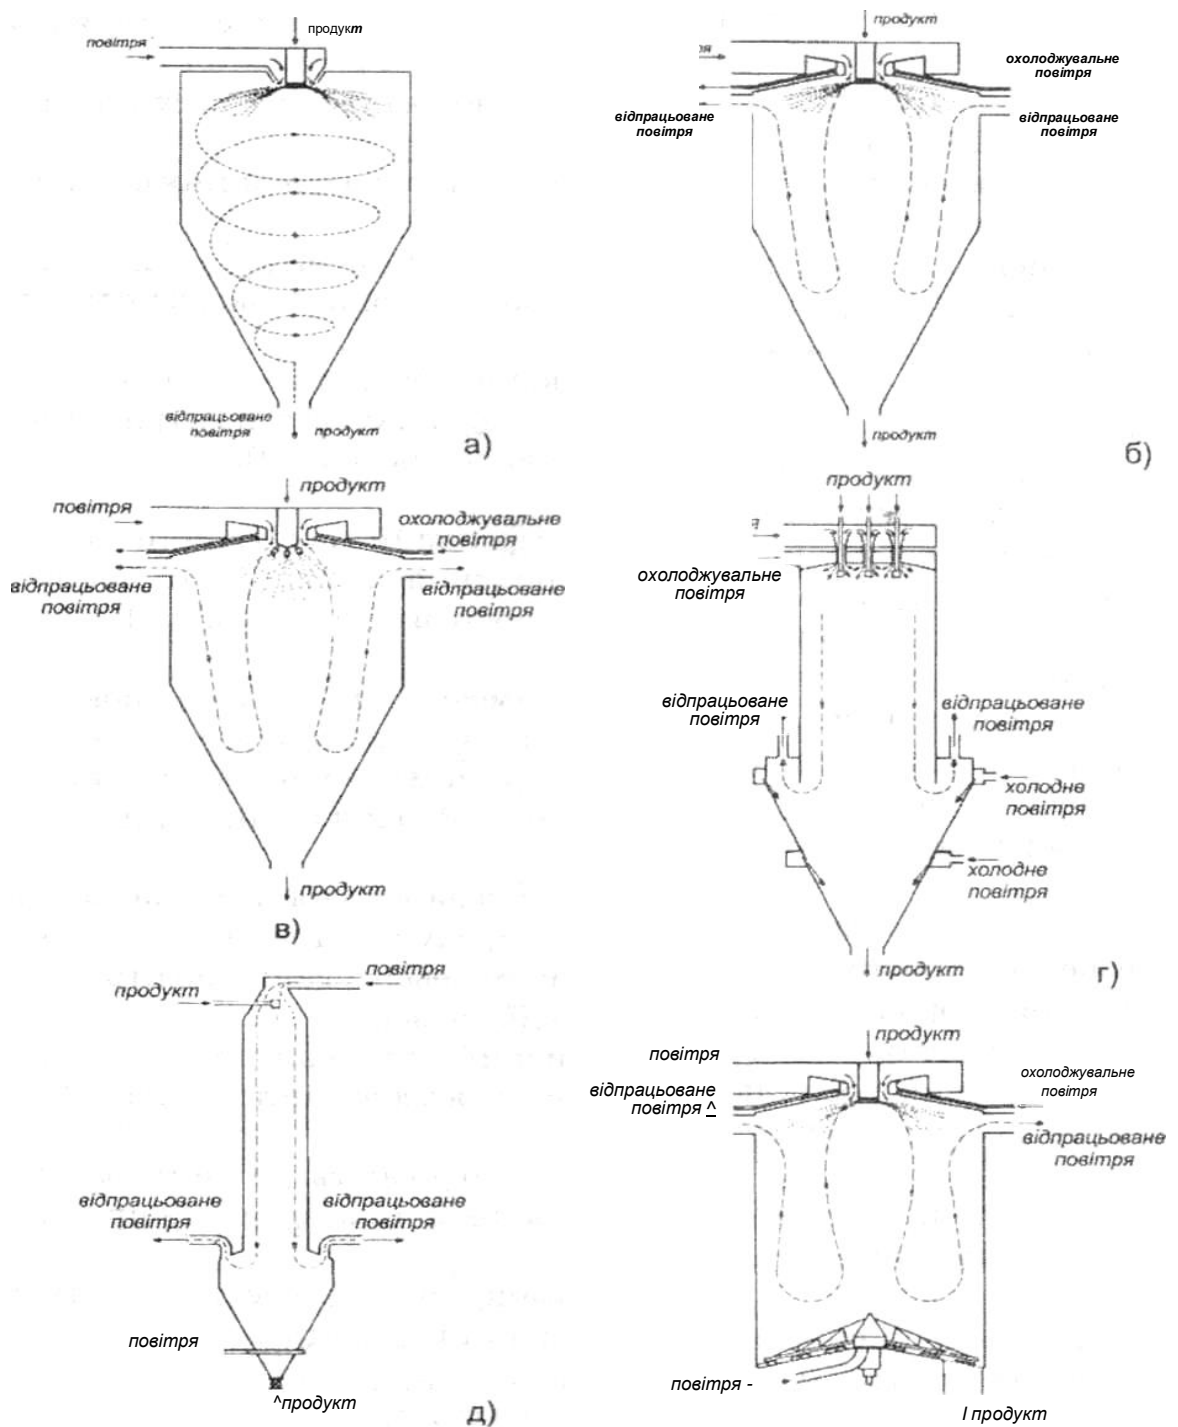 продукт
повітря
відпрацьоване
повітря
продукт
а)
продукт
ря
охолоджувальне
повітря
відпрацьоване
повітря
відпрацьоване
повітря
продукт
б)
продукт
повітря
охолоджувальне
повітря
відпрацьоване
повітря
відпрацьоване
повітря
продукт
в)
продукт
я
охолоджувальне
повітря
відпрацьоване
повітря
відпрацьоване
повітря
холодне
повітря
холодне
повітря
продукт
г)
повітря
продукт
відпрацьоване
повітря
відпрацьоване
повітря
повітря
^продукт
д)
продукт
повітря
відпрацьоване
повітря ^
охолоджувальне
повітря
відпрацьоване
повітря
повітря -
І продукт